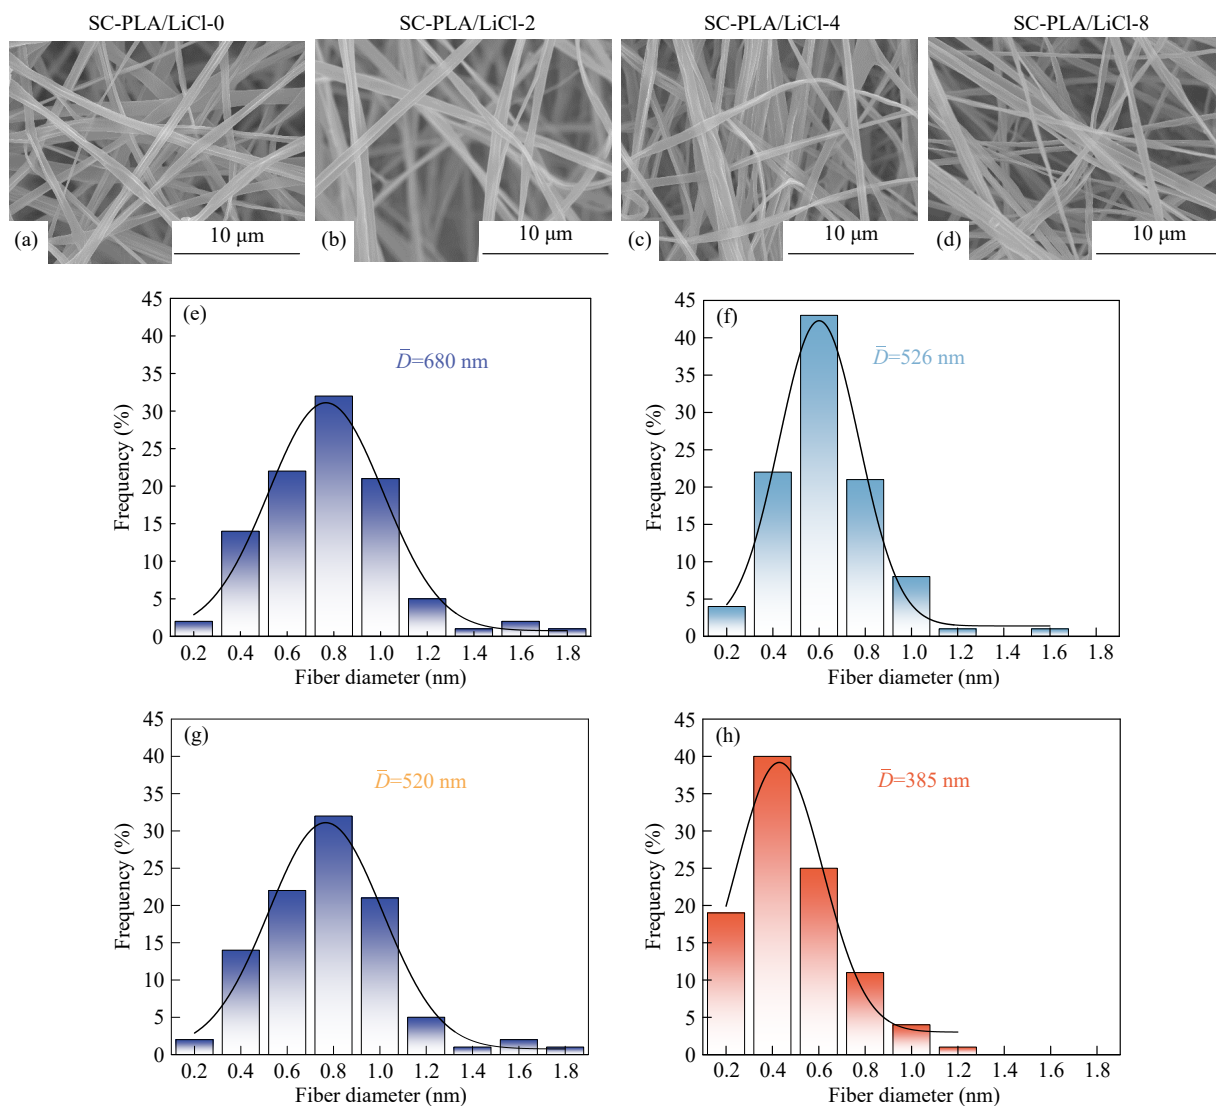 SC-PLA/LiCl-0
SC-PLA/LiCl-2
SC-PLA/LiCl-4
SC-PLA/LiCl-8
(a)
10 μm
(b)
10 μm
(c)
10 μm
(d)
10 μm
(e)
D̄=680 nm
45
40
35
30
25
20
15
10
5
0
Frequency (%)
0.2 0.4 0.6 0.8 1.0 1.2 1.4 1.6 1.8
Fiber diameter (nm)
(f)
D̄=526 nm
45
40
35
30
25
20
15
10
5
0
Frequency (%)
0.2 0.4 0.6 0.8 1.0 1.2 1.4 1.6 1.8
Fiber diameter (nm)
(g)
D̄=520 nm
45
40
35
30
25
20
15
10
5
0
Frequency (%)
0.2 0.4 0.6 0.8 1.0 1.2 1.4 1.6 1.8
Fiber diameter (nm)
(h)
D̄=385 nm
45
40
35
30
25
20
15
10
5
0
Frequency (%)
0.2 0.4 0.6 0.8 1.0 1.2 1.4 1.6 1.8
Fiber diameter (nm)